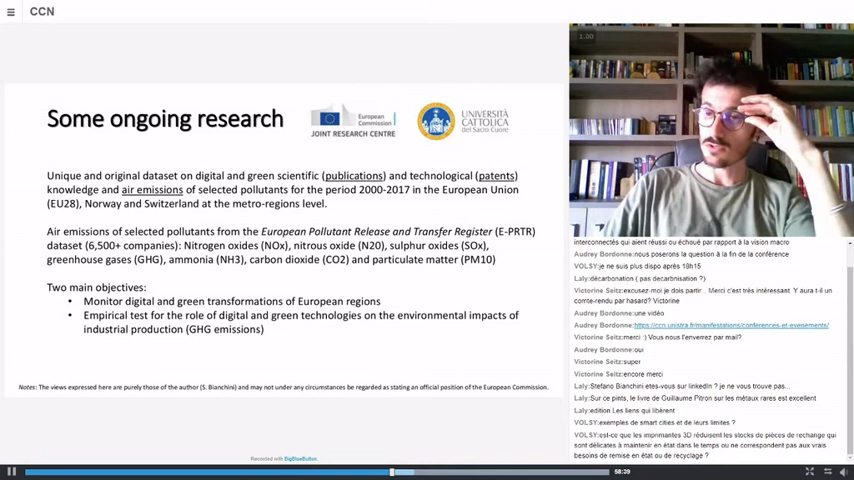 CCN
1.00
Some ongoing research
European
Commission
JOINT RESEARCH CENTRE
UNIVERSITÀ
CATTOLICA
del Sacro Cuore
Unique and original dataset on digital and green scientific (publications) and technological (patents)
knowledge and air emissions of selected pollutants for the period 2000-2017 in the European Union
(EU28), Norway and Switzerland at the metro-regions level.
Air emissions of selected pollutants from the European Pollutant Release and Transfer Register (E-PRTR)
dataset (6,500+ companies): Nitrogen oxides (NOx), nitrous oxide (N20), sulphur oxides (SOx),
greenhouse gases (GHG), ammonia (NH3), carbon dioxide (CO2) and particulate matter (PM10)
Two main objectives:
• Monitor digital and green transformations of European regions
• Empirical test for the role of digital and green technologies on the environmental impacts of
industrial production (GHG emissions)
Notes: The views expressed here are purely those of the author (S. Bianchini) and may not under any circumstances be regarded as stating an official position of the European Commission.
Recorded with BigBlueButton.
interconnectés qui aient réussi ou échoué par rapport à la vision macro
Audrey Bordonne:nous poserons la question à la fin de la conférence
VOLSY:je ne suis plus dispo après 18h15
Laly:décarbonation ( pas decarbnisation ?)
Victorine Seitz:excusez-moi je dois partir... Merci c'est très intéressant. Y aura t-il un
comte-rendu par hasard? Victorine
Audrey Bordonne:une vidéo
Audrey Bordonne:https://ccn.unistra.fr/manifestations/conferences-et-evenements/
Victorine Seitz:merci :) Vous nous l'enverrez par mail?
Audrey Bordonne:oui
Victorine Seitz:super
Victorine Seitz:encore merci
Laly:Stefano Bianchini etes-vous sur linkedIn ? je ne vous trouve pas...
Laly:Sur ce pints, le livre de Guillaume Pitron sur les métaux rares est excellent
Laly:edition Les liens qui libèrent
VOLSY:exemples de smart cities et de leurs limites ?
VOLSY:est-ce que les imprimantes 3D réduisent les stocks de pièces de rechange qui
sont délicates à maintenir en état dans le temps ou ne correspondent pas aux vrais
besoins de remise en état ou de recyclage ?
58:39